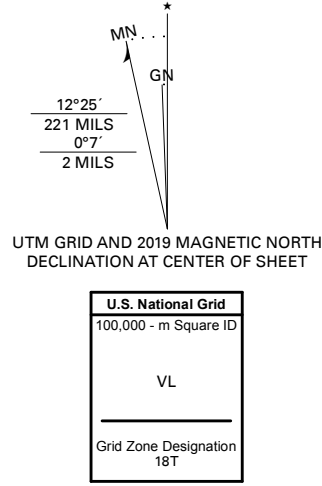 ★
MN
GN
12°25´
221 MILS
0°7´
2 MILS
UTM GRID AND 2019 MAGNETIC NORTH
DECLINATION AT CENTER OF SHEET
U.S. National Grid
100,000 - m Square ID
VL
Grid Zone Designation
18T